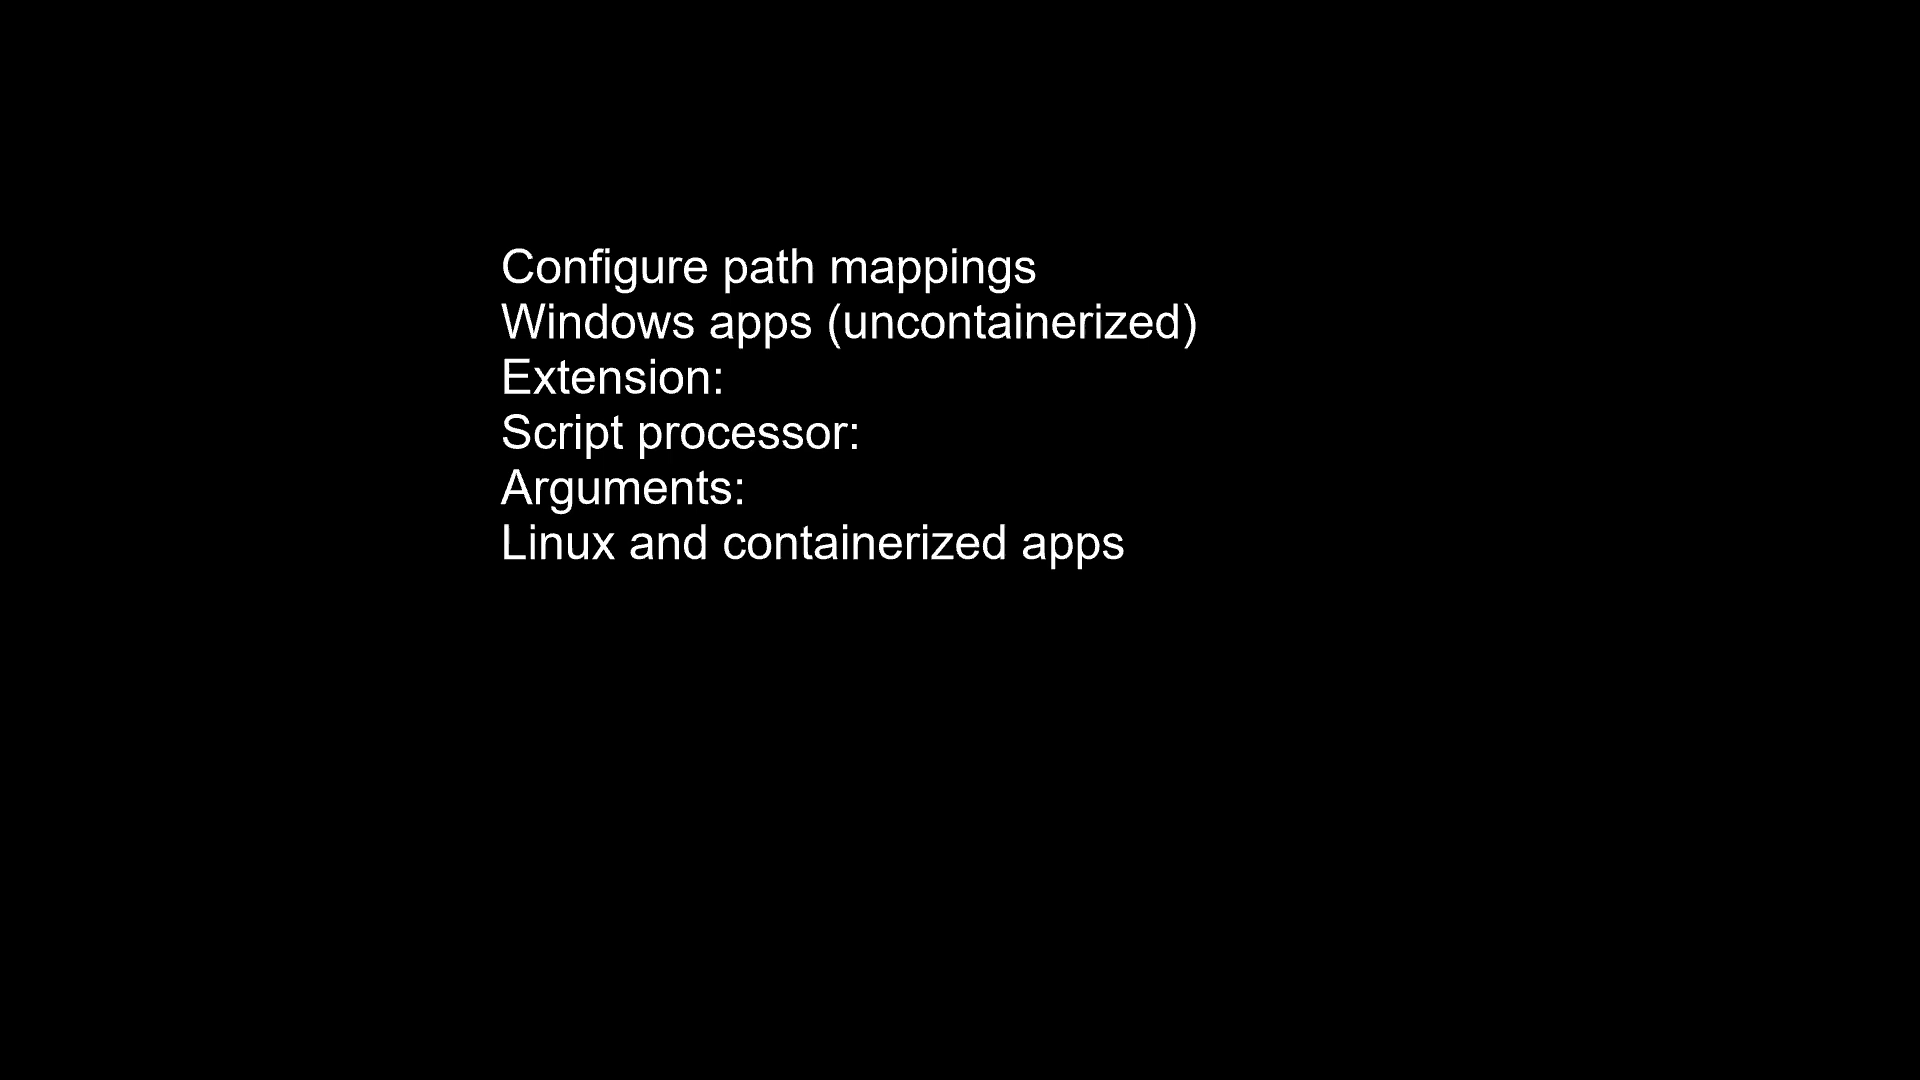 Configure path mappings
Windows apps (uncontainerized)
Extension:
Script processor:
Arguments:
Linux and containerized apps